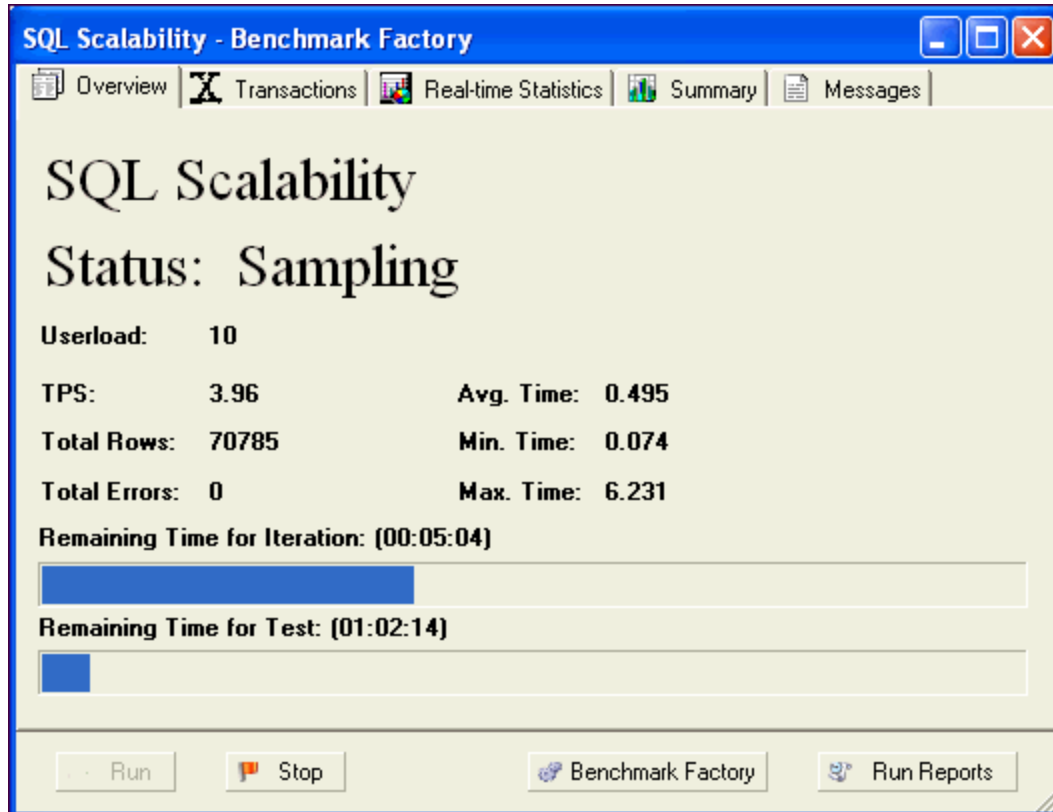 SQL Scalability - Benchmark Factory
Overview Transactions Real-time Statistics Summary Messages
SQL Scalability
Status: Sampling
Userload: 10
TPS: 3.96 Avg. Time: 0.495
Total Rows: 70785 Min. Time: 0.074
Total Errors: 0 Max. Time: 6.231
Remaining Time for Iteration: (00:05:04)
Remaining Time for Test: (01:02:14)
Run Stop Benchmark Factory Run Reports